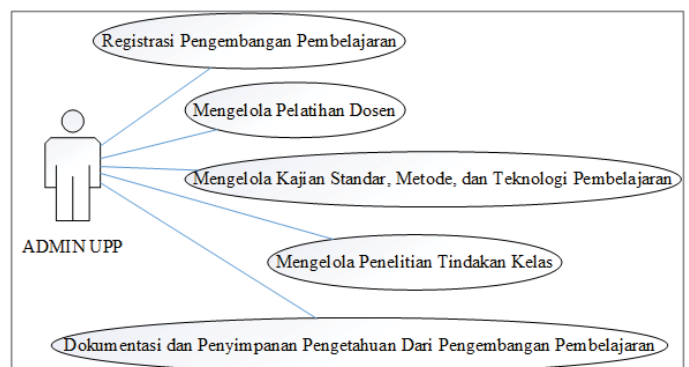 Registrasi Pengembangan Pembelajaran
Mengelola Pelatihan Dosen
Mengelola Kajian Standar, Metode, dan Teknologi Pembelajaran
ADMIN UPP
Mengelola Penelitian Tindakan Kelas
Dokumentasi dan Penyimpanan Pengetahuan Dari Pengembangan Pembelajaran